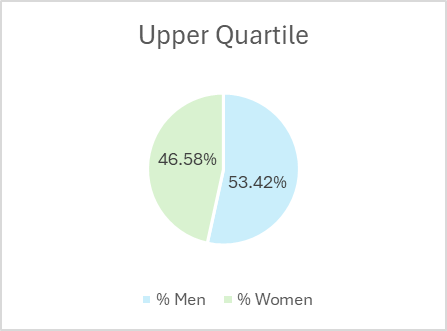 Upper Quartile
46.58%
53.42%
% Men % Women